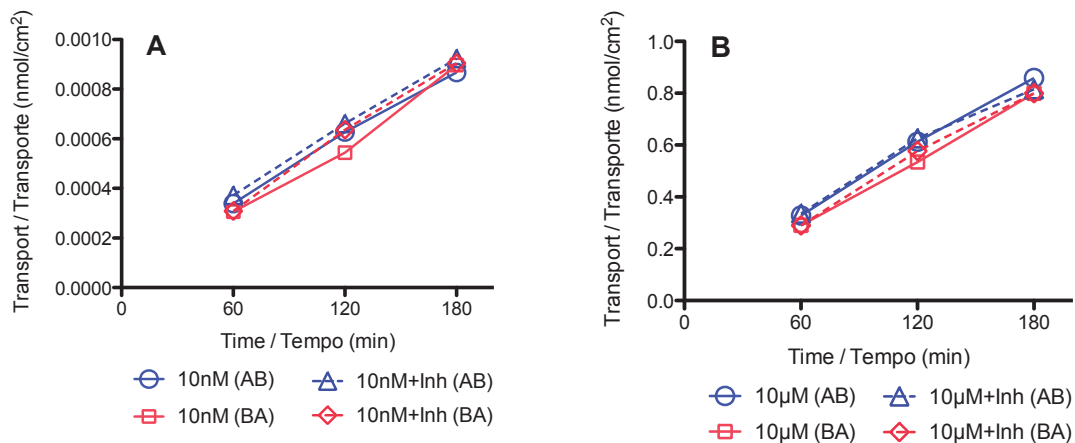 A
Transport / Transporte (nmol/cm²)
0.0010
0.0008
0.0006
0.0004
0.0002
0.0000
0
60
120
180
Time / Tempo (min)
10nM (AB)
10nM+Inh (AB)
10nM (BA)
10nM+Inh (BA)
B
Transport / Transporte (nmol/cm²)
1.0
0.8
0.6
0.4
0.2
0.0
0
60
120
180
Time / Tempo (min)
10µM (AB)
10µM+Inh (AB)
10µM (BA)
10µM+Inh (BA)